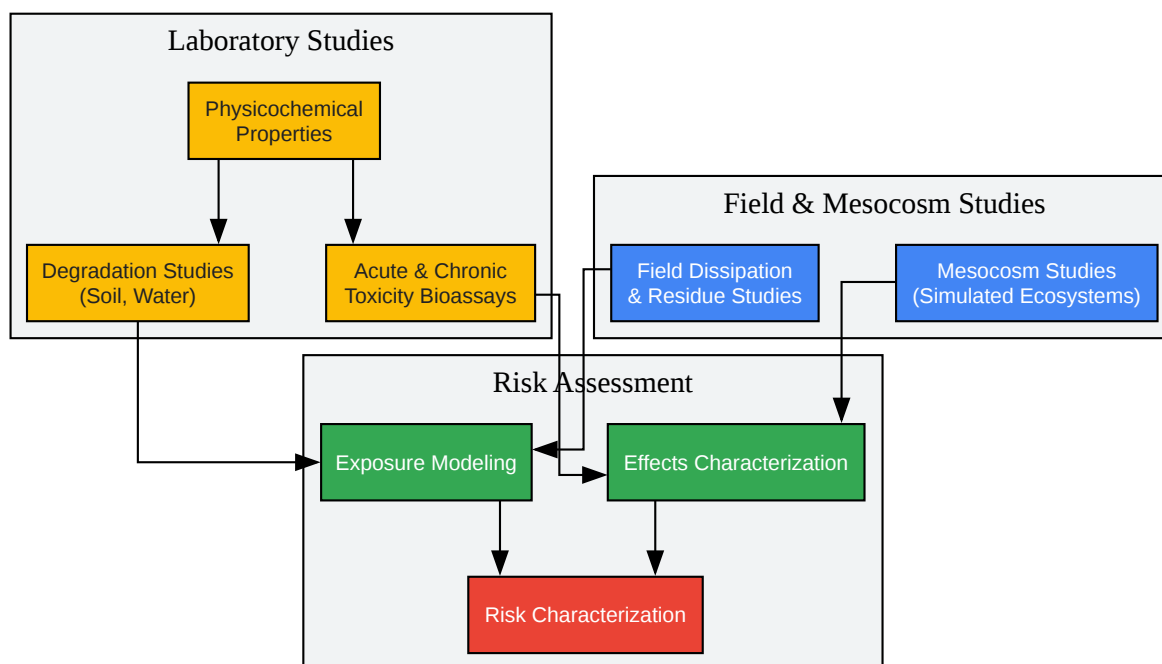 Laboratory Studies
Physicochemical
Properties
Degradation Studies
(Soil, Water)
Acute & Chronic
Toxicity Bioassays
Field & Mesocosm Studies
Field Dissipation
& Residue Studies
Mesocosm Studies
(Simulated Ecosystems)
Risk Assessment
Exposure Modeling
Effects Characterization
Risk Characterization